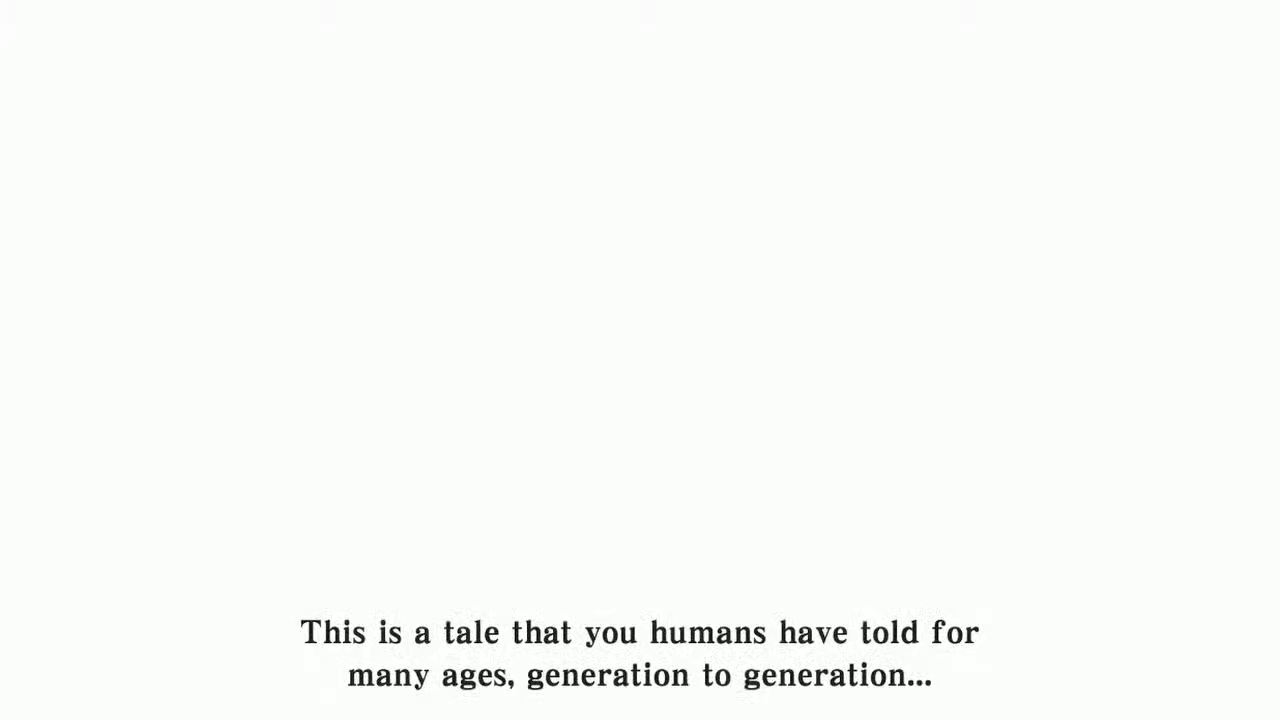 This is a tale that you humans have told for
many ages, generation to generation...